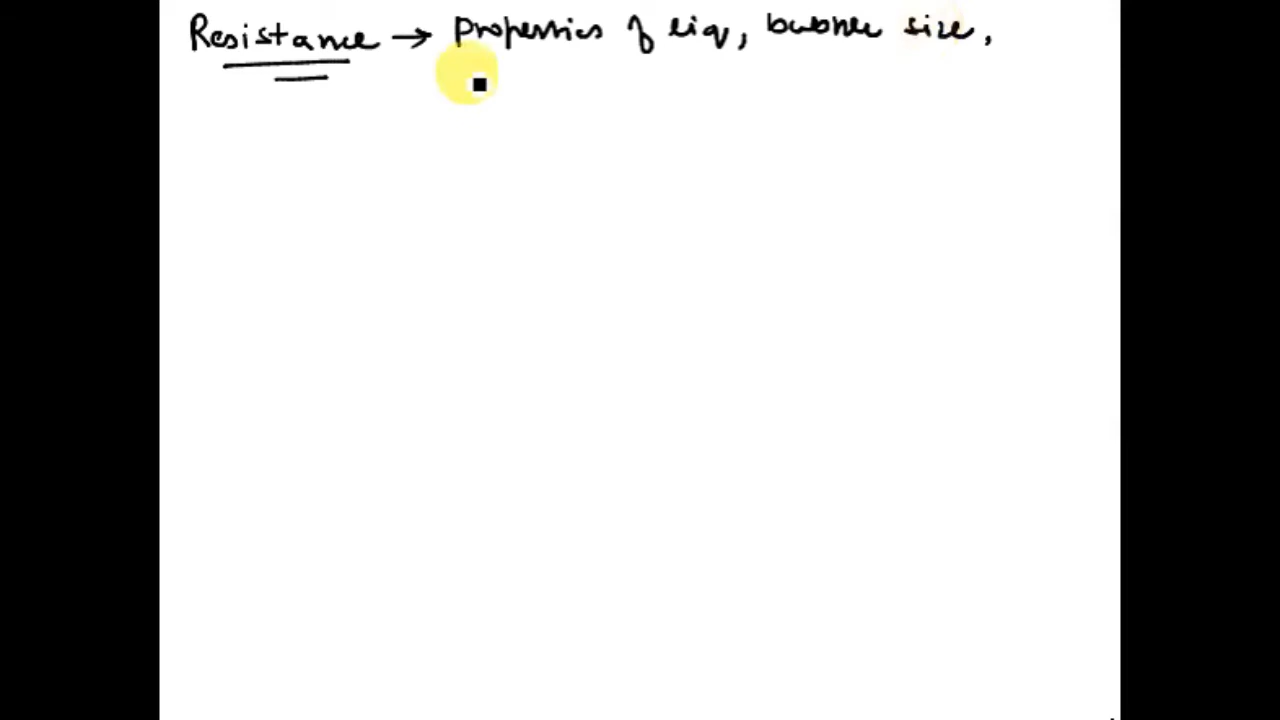 Resistance → Properties of liq, bubble size,